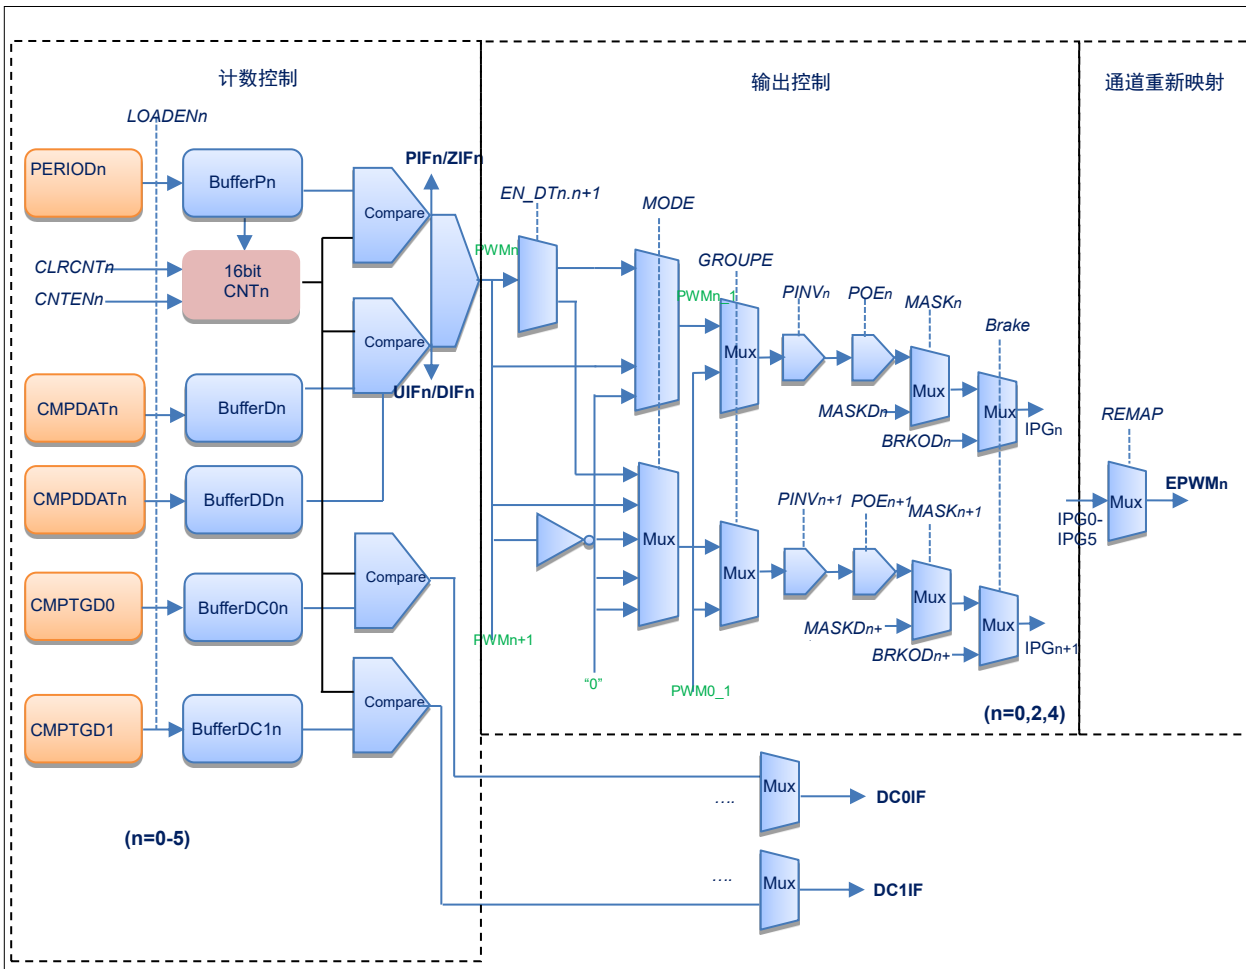 计数控制
输出控制
通道重新映射
LOADENn
PERIODn
BufferPn
Compare
PIFn/ZIFn
CLRCNTn
CNTENn
16bit
CNTn
Compare
UIFn/DIFn
CMPDATn
BufferDn
CMPDDATn
BufferDDn
CMPTGD0
BufferDC0n
Compare
CMPTGD1
BufferDC1n
Compare
(n=0-5)
EN_DTn.n+1
PWMn
MODE
GROUPE
PWMn_1
Mux
PINVn
POEn
MASKn
Mux
MASKDn
Brake
Mux
BRKODn
IPGn
Mux
PWMn+1
"0"
PWM0_1
Mux
PINVn+1
POEn+1
MASKn+1
Mux
MASKDn+
BRKODn+
Mux
IPGn+1
(n=0,2,4)
REMAP
Mux
EPWMn
IPG0-
IPG5
Mux
....
DC0IF
....
Mux
DC1IF